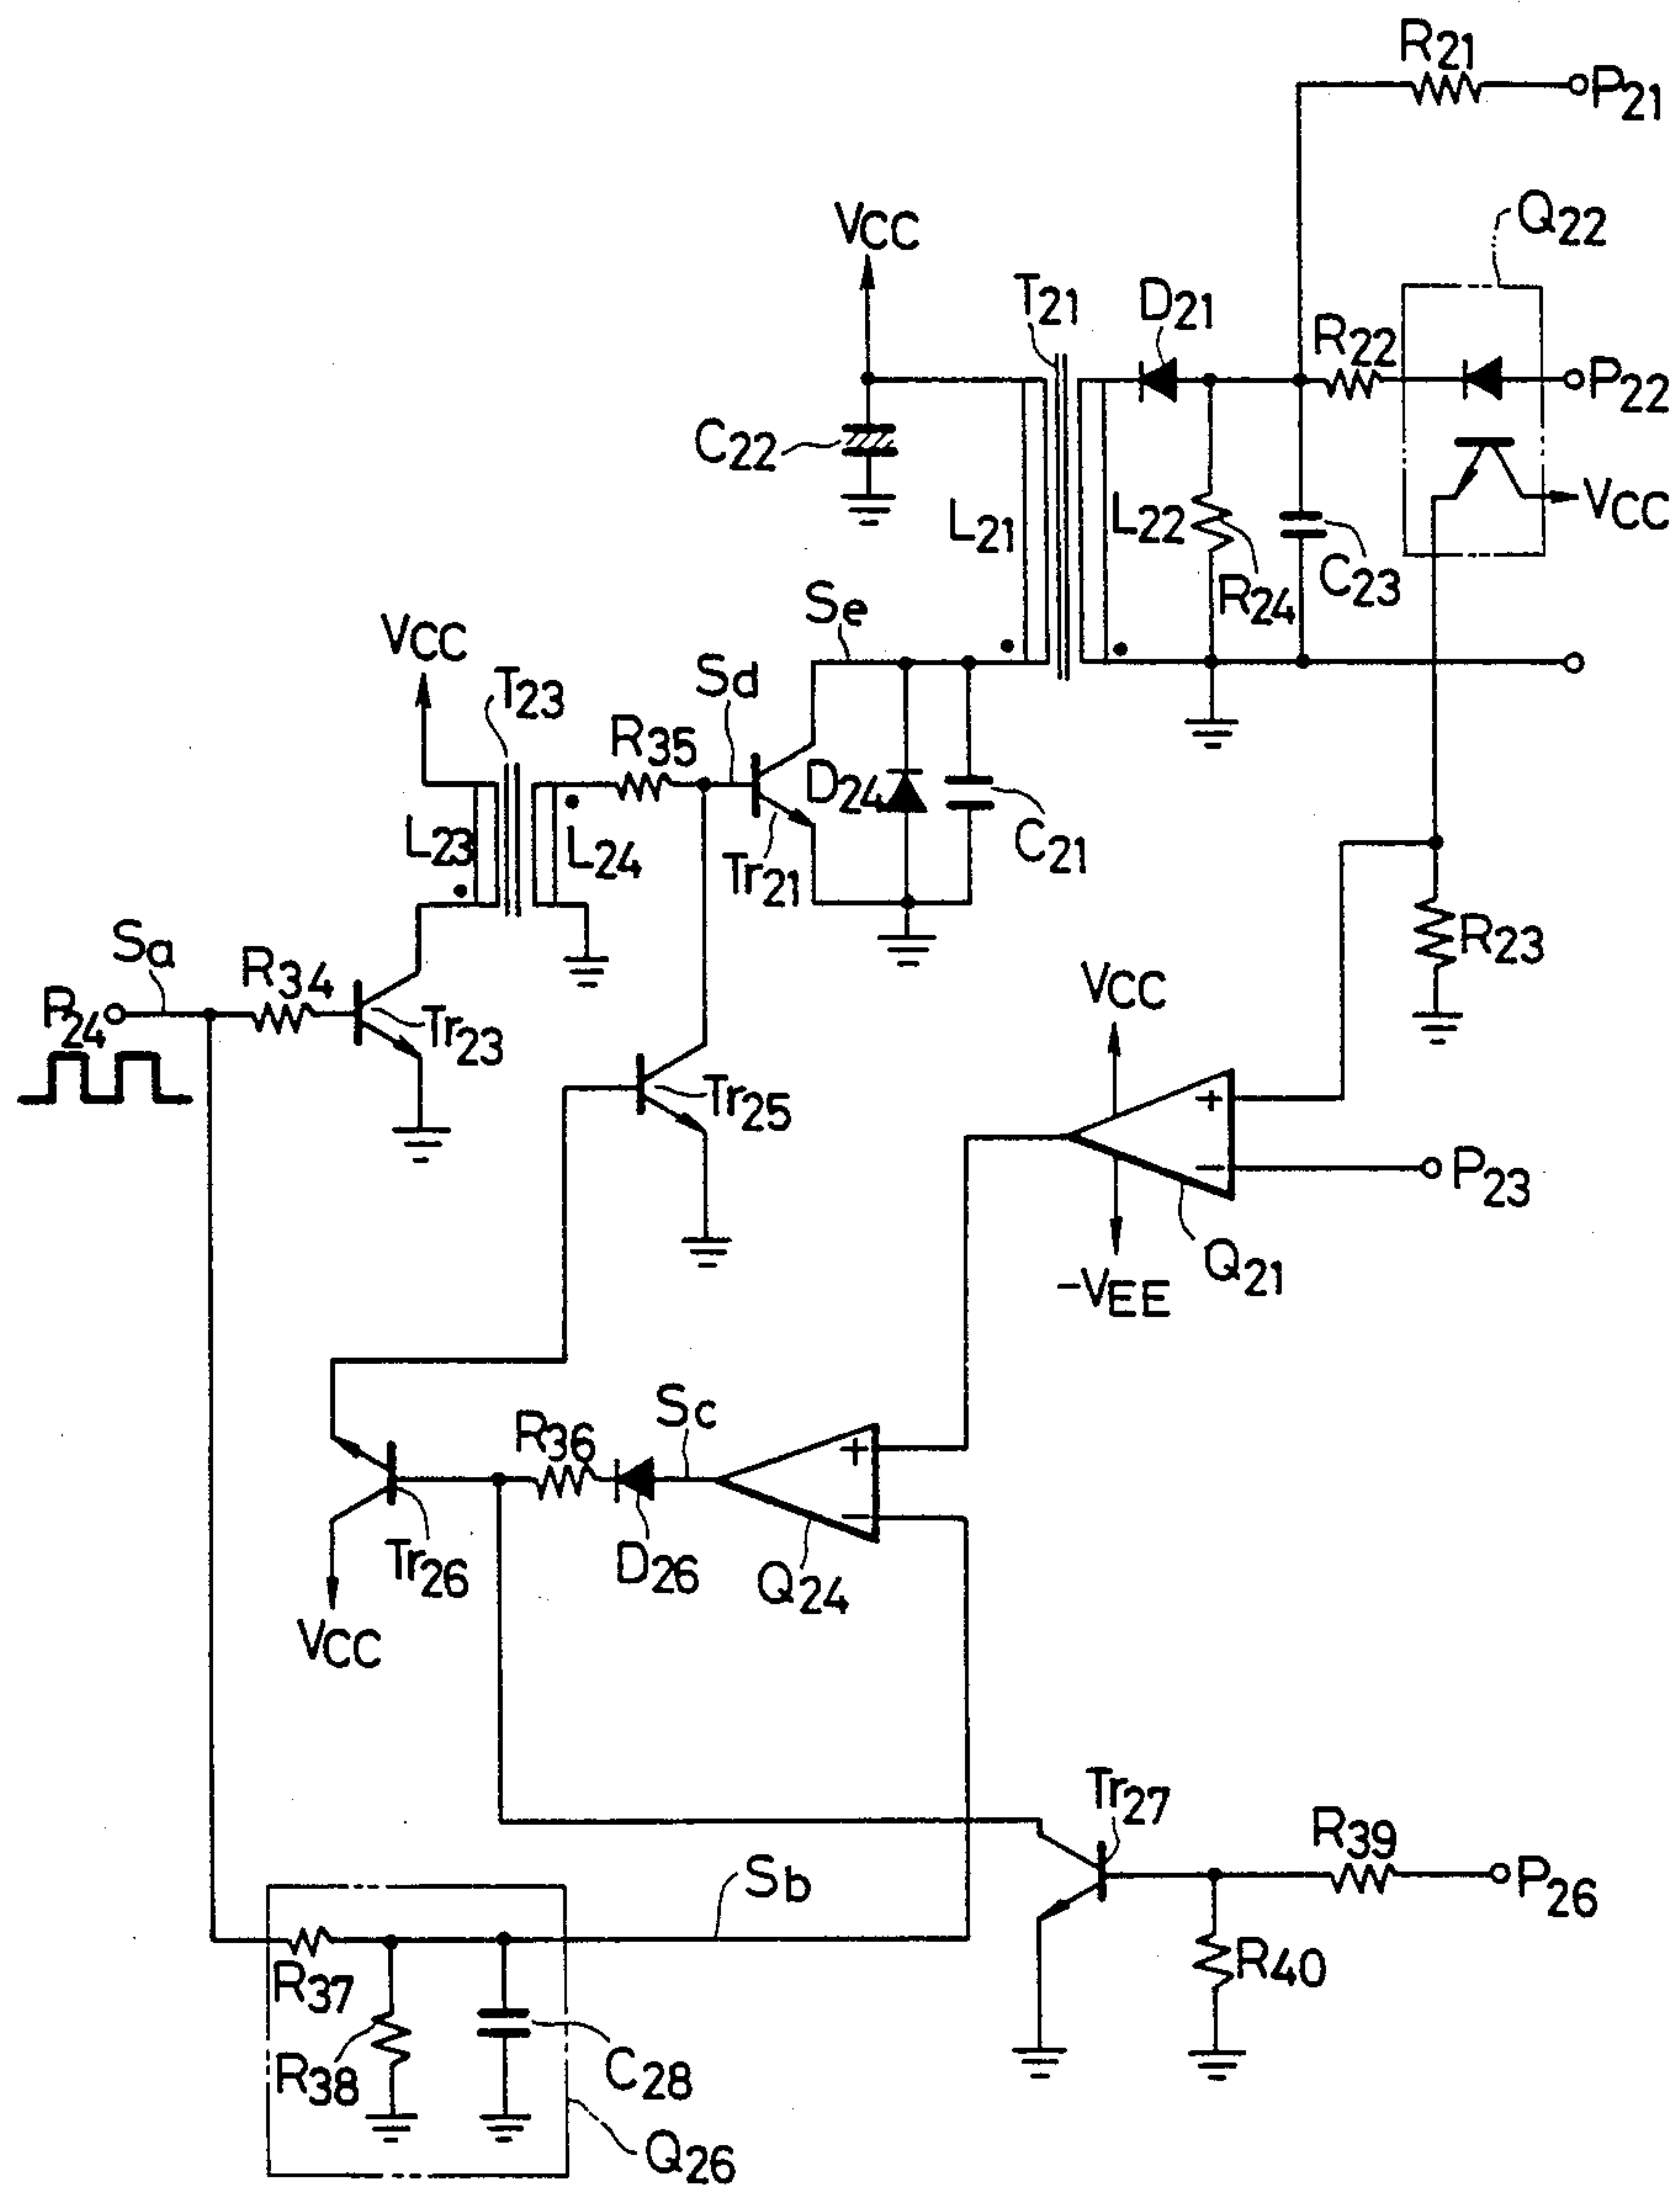 R21
P21
Q22
VCC
T21
D21
R22
P22
C22
L21
L22
VCC
R24
C23
Se
VCC
T23
Sd
R35
D24
L23
L24
Tr21
C21
Sa
R34
R23
VCC
P24
Tr23
Tr25
+
−
P23
Q21
-VEE
Sc
R36
+
−
Tr26
D26
Q24
VCC
Tr27
R39
Sb
P26
R37
R40
R38
C28
Q26